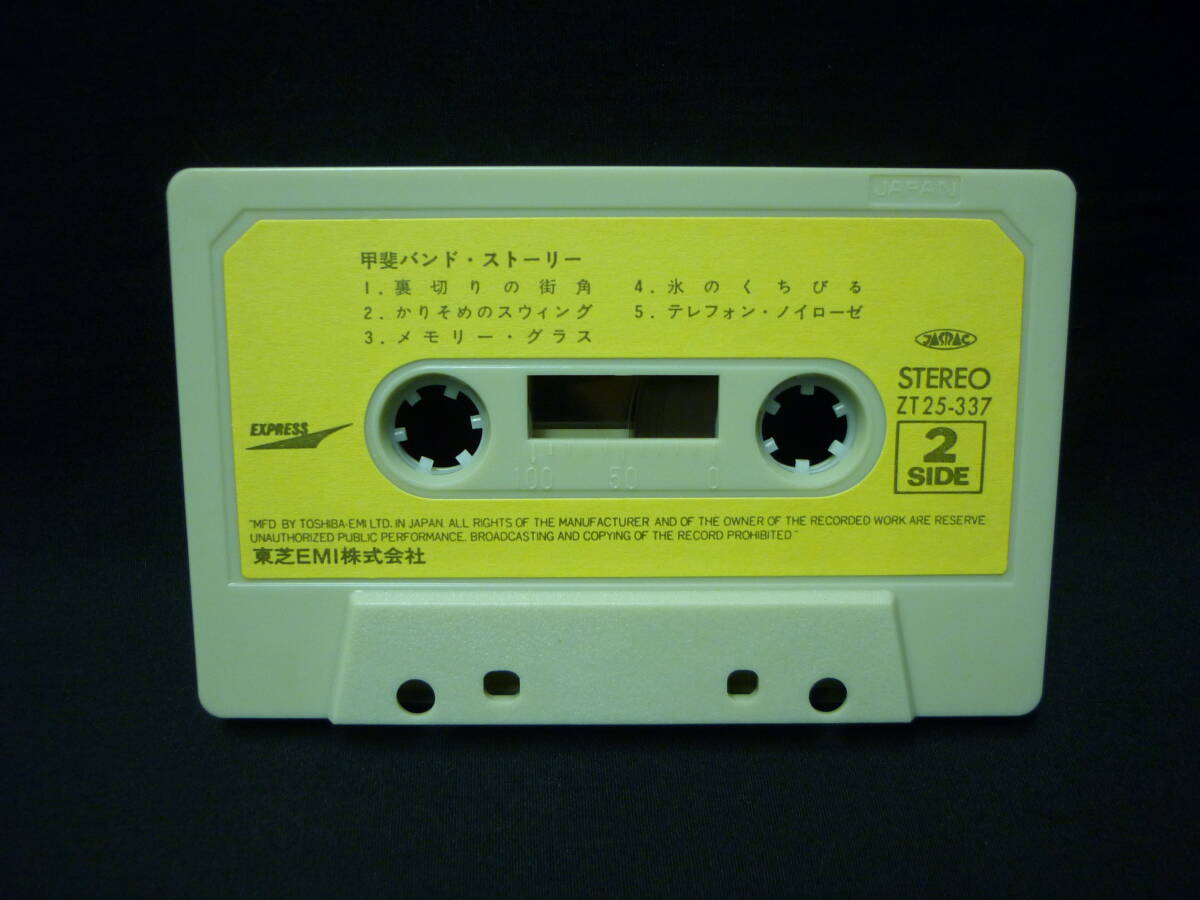 JAPAN
甲斐バンド・ストーリー
1. 裏切りの街角
2. かりそめのスウィング
3. メモリー・グラス
4. 氷のくちびる
5. テレフォン・ノイローゼ
JASRAC
STEREO
ZT25-337
EXPRESS
2
SIDE
100 50 0
"MFD BY TOSHIBA-EMI LTD. IN JAPAN ALL RIGHTS OF THE MANUFACTURER AND OF THE OWNER OF THE RECORDED WORK ARE RESERVE
UNAUTHORIZED PUBLIC PERFORMANCE, BROADCASTING AND COPYING OF THE RECORD PROHIBITED"
東芝EMI株式会社